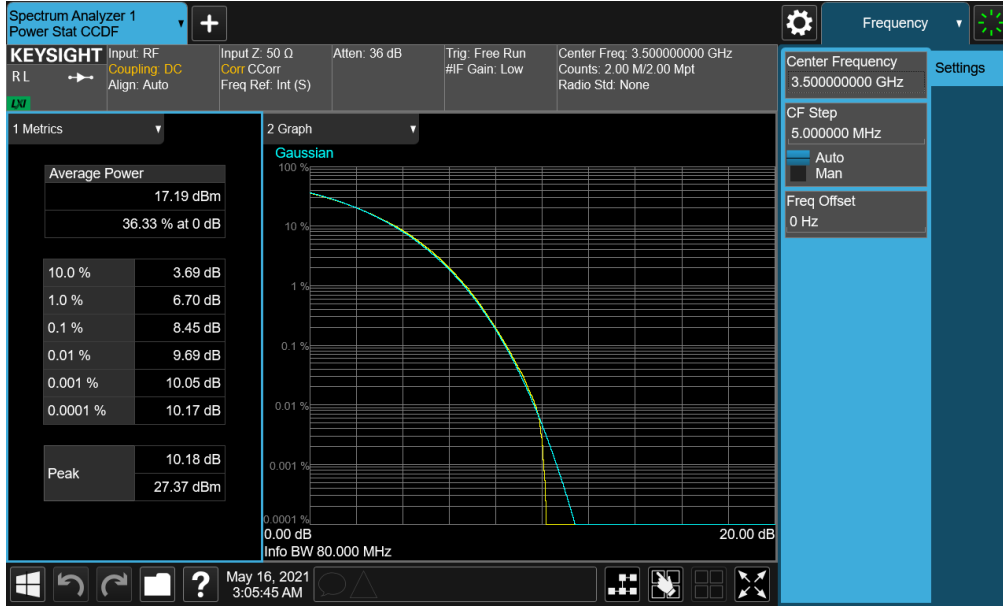 Spectrum Analyzer 1
Power Stat CCDF
Frequency
KEYSIGHT
RL
LXI
Input: RF
Coupling: DC
Align: Auto
Input Z: 50 Ω
Corr CCorr
Freq Ref: Int (S)
Atten: 36 dB
Trig: Free Run
#IF Gain: Low
Center Freq: 3.500000000 GHz
Counts: 2.00 M/2.00 Mpt
Radio Std: None
Center Frequency
3.500000000 GHz
Settings
CF Step
5.000000 MHz
Auto
Man
Freq Offset
0 Hz
1 Metrics
Average Power
17.19 dBm
36.33 % at 0 dB
10.0 % 3.69 dB
1.0 % 6.70 dB
0.1 % 8.45 dB
0.01 % 9.69 dB
0.001 % 10.05 dB
0.0001 % 10.17 dB
Peak
10.18 dB
27.37 dBm
2 Graph
Gaussian
100 %
10 %
1 %
0.1 %
0.01 %
0.001 %
0.0001 %
0.00 dB 20.00 dB
Info BW 80.000 MHz
?
May 16, 2021
3:05:45 AM